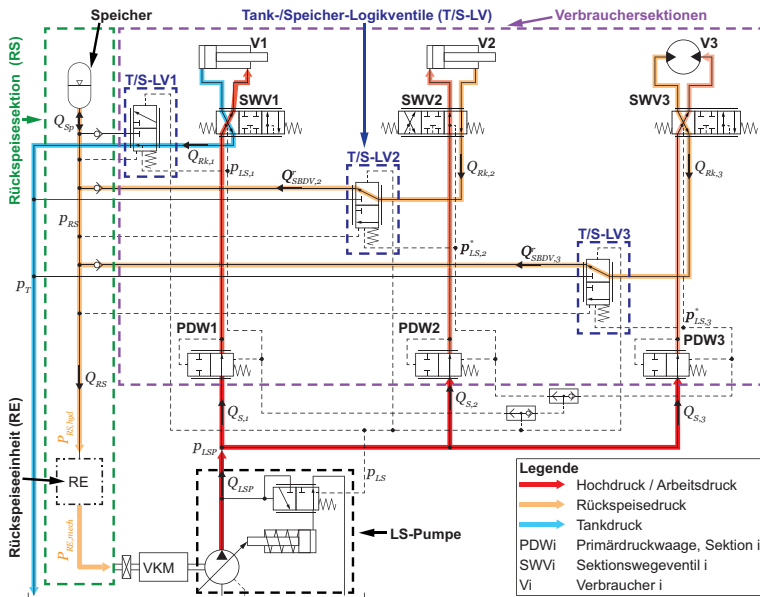 Speicher
Tank-/Speicher-Logikventile (T/S-LV)
Verbrauchersektionen
Rückspeisesektion (RS)
V1
V2
V3
T/S-LV1
SWV1
SWV2
SWV3
Q_Sp
Q_Rk,1
T/S-LV2
Q_Rk,2
Q_Rk,3
p_LS,1
Q^r_SBDV,2
p_RS
T/S-LV3
p*_LS,2
Q^r_SBDV,3
p_T
p*_LS,3
PDW1
PDW2
PDW3
Q_RS
Q_S,1
Q_S,2
Q_S,3
Rückspeiseeinheit (RE)
P_RS,hyd
p_LSP
p_LS
RE
Q_LSP
P_RE,mech
LS-Pumpe
VKM
Legende
Hochdruck / Arbeitsdruck
Rückspeisedruck
Tankdruck
PDWi Primärdruckwaage, Sektion i
SWVi Sektionswegeventil i
Vi Verbraucher i